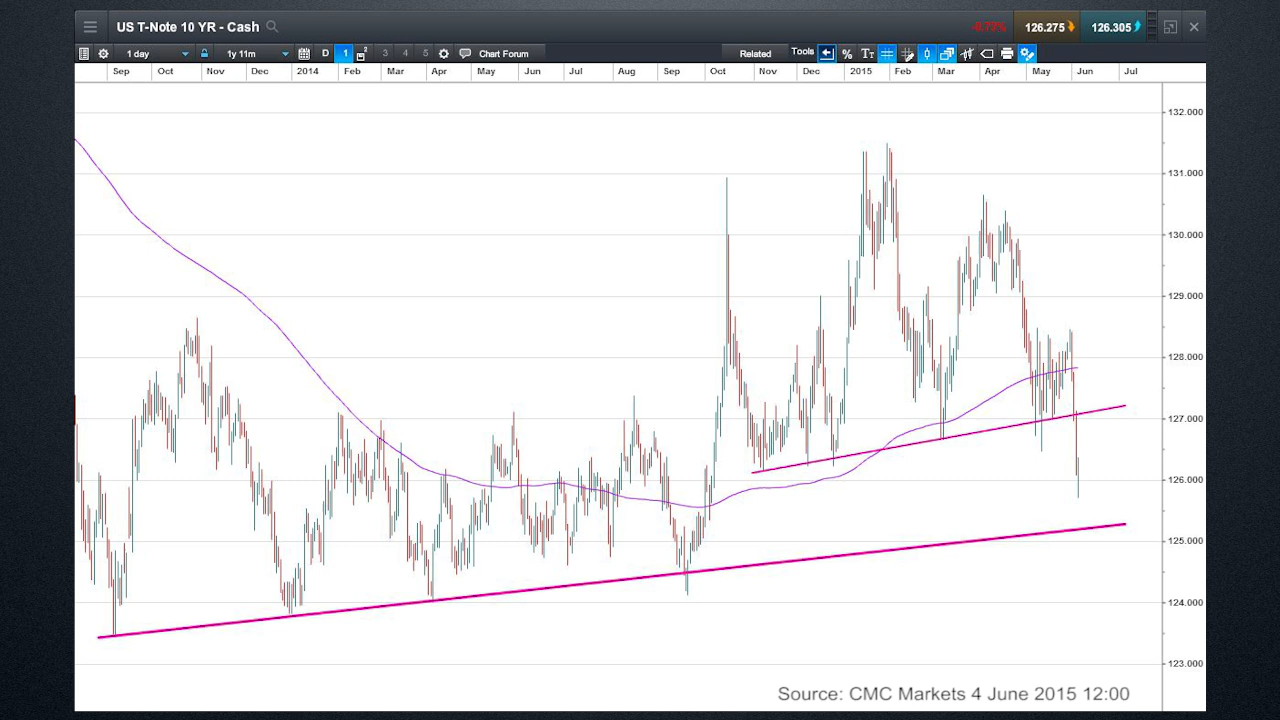 US T-Note 10 YR - Cash
-0.73% 126.275 126.305
1 day 1y 11m D 1 2 3 4 5 Chart Forum Related Tools % TT
Sep Oct Nov Dec 2014 Feb Mar Apr May Jun Jul Aug Sep Oct Nov Dec 2015 Feb Mar Apr May Jun Jul
132.000
131.000
130.000
129.000
128.000
127.000
126.000
125.000
124.000
123.000
Source: CMC Markets 4 June 2015 12:00